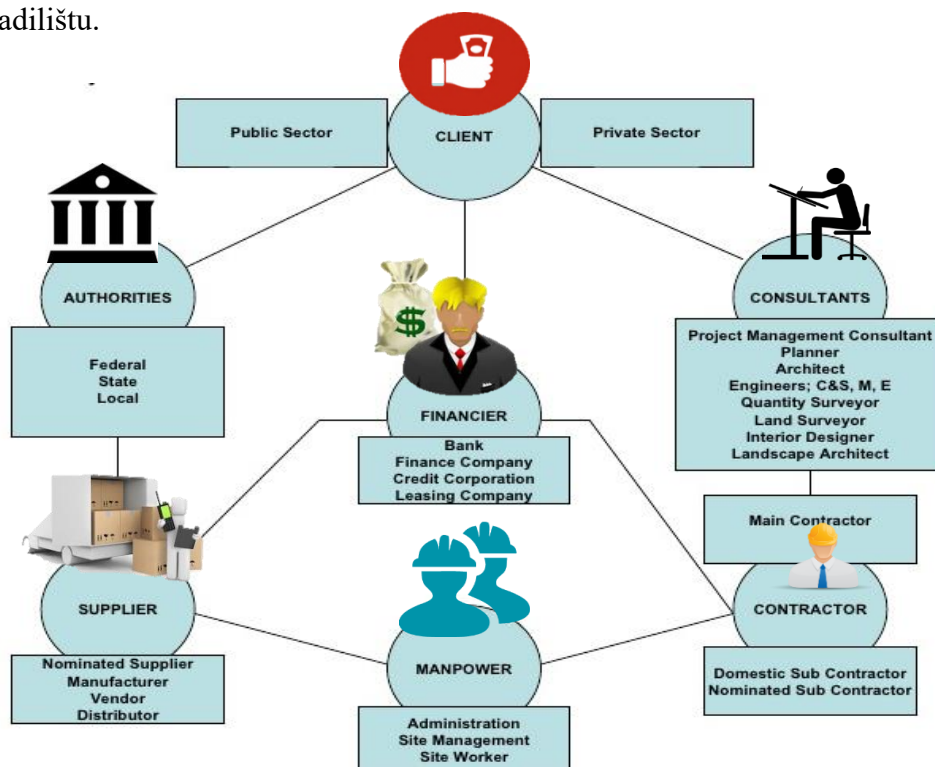 adilištu.
Public Sector
CLIENT
Private Sector
AUTHORITIES
Federal
State
Local
$
FINANCIER
Bank
Finance Company
Credit Corporation
Leasing Company
CONSULTANTS
Project Management Consultant
Planner
Architect
Engineers; C&S, M, E
Quantity Surveyor
Land Surveyor
Interior Designer
Landscape Architect
Main Contractor
CONTRACTOR
Domestic Sub Contractor
Nominated Sub Contractor
SUPPLIER
Nominated Supplier
Manufacturer
Vendor
Distributor
MANPOWER
Administration
Site Management
Site Worker